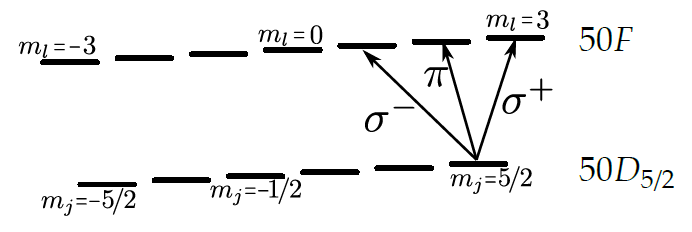 m_l=-3
m_l=0
m_l=3
50F
σ⁻
π
σ⁺
m_j=-5/2
m_j=-1/2
m_j=5/2
50D_{5/2}